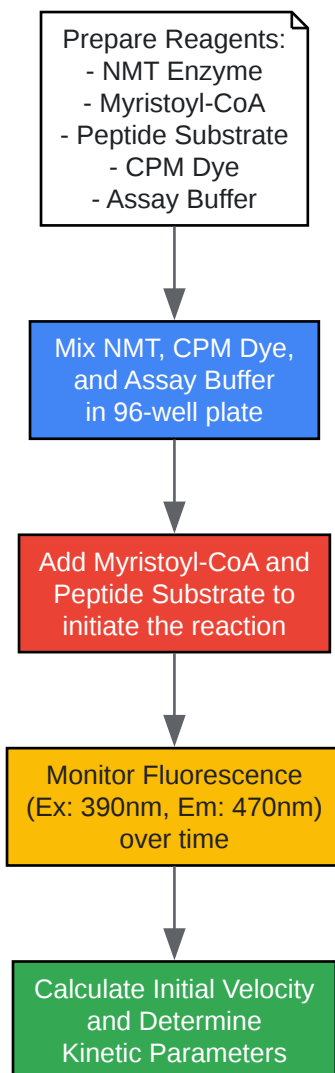 Prepare Reagents:
- NMT Enzyme
- Myristoyl-CoA
- Peptide Substrate
- CPM Dye
- Assay Buffer
Mix NMT, CPM Dye,
and Assay Buffer
in 96-well plate
Add Myristoyl-CoA and
Peptide Substrate to
initiate the reaction
Monitor Fluorescence
(Ex: 390nm, Em: 470nm)
over time
Calculate Initial Velocity
and Determine
Kinetic Parameters